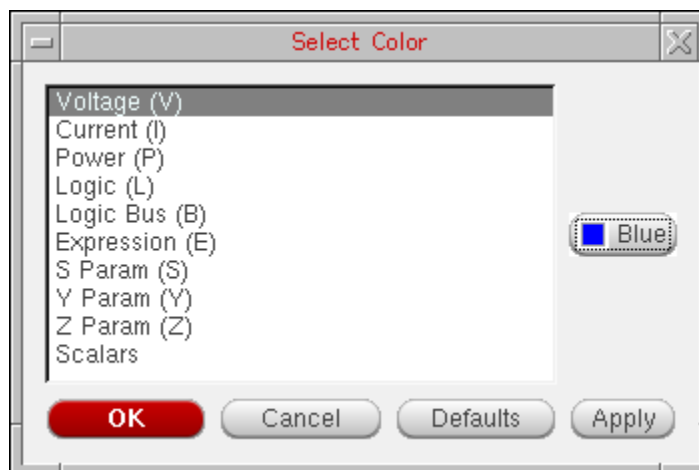 Select Color
Voltage (V)
Current (I)
Power (P)
Logic (L)
Logic Bus (B)
Expression (E)
S Param (S)
Y Param (Y)
Z Param (Z)
Scalars
Blue
OK Cancel Defaults Apply